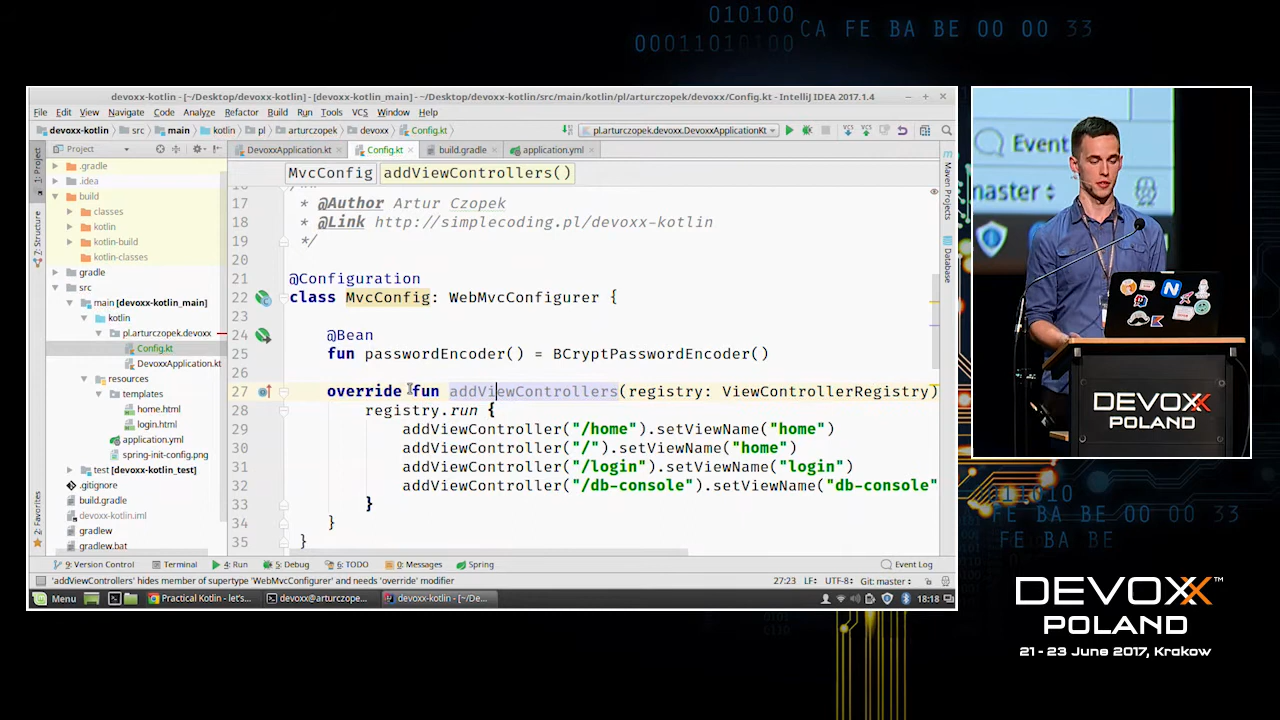 010100
CA FE BA BE 00 00 33
00011010100
devoxx-kotlin - [~/Desktop/devoxx-kotlin] - [devoxx-kotlin_main] - ~/Desktop/devoxx-kotlin/src/main/kotlin/pl/arturczopek/devoxx/Config.kt - IntelliJ IDEA 2017.1.4
File Edit View Navigate Code Analyze Refactor Build Run Tools VCS Window Help
devoxx-kotlin src main kotlin pl arturczopek devoxx Config.kt pl.arturczopek.devoxx.DevoxxApplicationKt
Project
DevoxxApplication.kt Config.kt build.gradle application.yml
MvcConfig addViewControllers()
.gradle
.idea
build
classes
kotlin
kotlin-build
kotlin-classes
gradle
src
main [devoxx-kotlin_main]
kotlin
pl.arturczopek.devoxx
Config.kt
DevoxxApplication.kt
resources
templates
home.html
login.html
application.yml
spring-init-config.png
test [devoxx-kotlin_test]
.gitignore
build.gradle
devoxx-kotlin.iml
gradlew
gradlew.bat
1: Project
7: Structure
2: Favorites
Maven Projects
Database
17 * @Author Artur Czopek
18 * @Link http://simplecoding.pl/devoxx-kotlin
19 */
20
21 @Configuration
22 class MvcConfig: WebMvcConfigurer {
23
24 @Bean
25 fun passwordEncoder() = BCryptPasswordEncoder()
26
27 override fun addViewControllers(registry: ViewControllerRegistry)
28 registry.run {
29 addViewController("/home").setViewName("home")
30 addViewController("/").setViewName("home")
31 addViewController("/login").setViewName("login")
32 addViewController("/db-console").setViewName("db-console"
33 }
34 }
35 }
9: Version Control Terminal 4: Run 5: Debug 6: TODO 0: Messages Spring Event Log
'addViewControllers' hides member of supertype 'WebMvcConfigurer' and needs 'override' modifier 27:23 LF: UTF-8: Git: master
Menu Practical Kotlin - let's... devoxx@arturczope... devoxx-kotlin - [~/De... 18:18
Event
master
DEVOXX
POLAND
FE BA BE 00 00 33
FE BA BE
DEVOXX™
POLAND
21 - 23 June 2017, Krakow